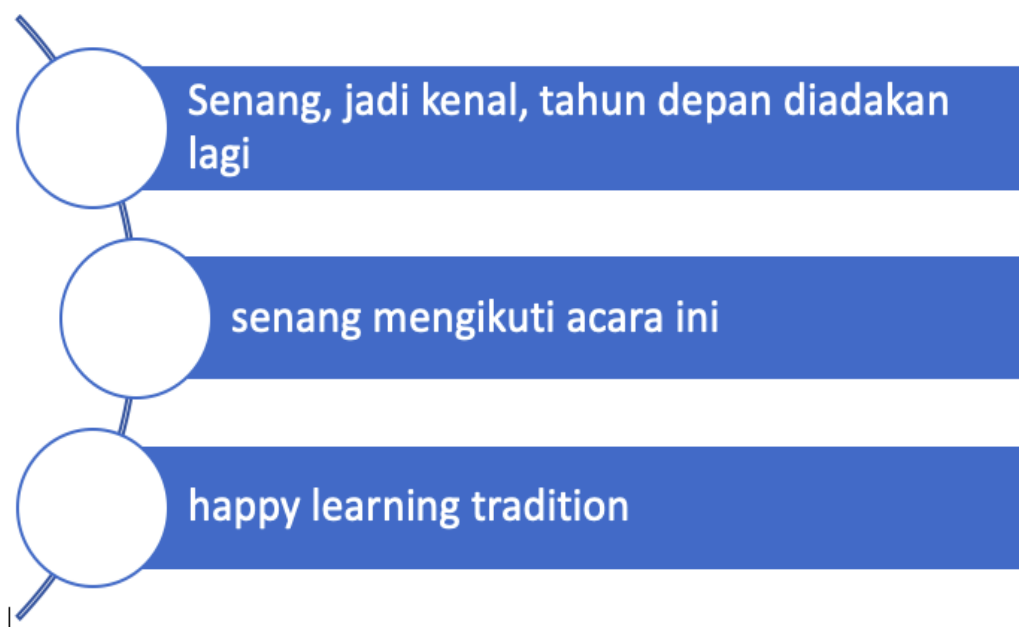 Senang, jadi kenal, tahun depan diadakan
lagi
senang mengikuti acara ini
happy learning tradition